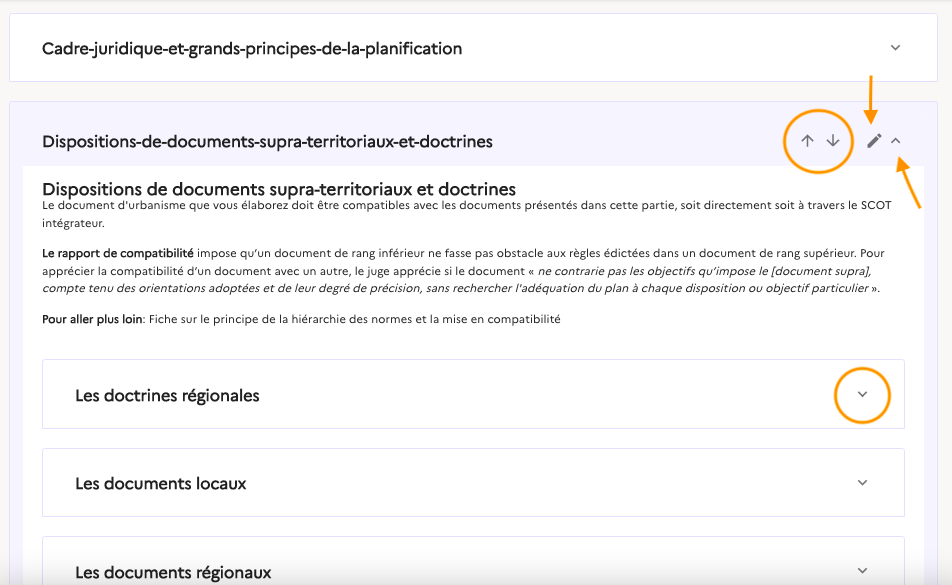 Cadre-juridique-et-grands-principes-de-la-planification
Dispositions-de-documents-supra-territoriaux-et-doctrines
Dispositions de documents supra-territoriaux et doctrines
Le document d'urbanisme que vous élaborez doit être compatibles avec les documents présentés dans cette partie, soit directement soit à travers le SCOT
intégrateur.
Le rapport de compatibilité impose qu’un document de rang inférieur ne fasse pas obstacle aux règles édictées dans un document de rang supérieur. Pour
apprécier la compatibilité d’un document avec un autre, le juge apprécie si le document « ne contrarie pas les objectifs qu’impose le [document supra],
compte tenu des orientations adoptées et de leur degré de précision, sans rechercher l'adéquation du plan à chaque disposition ou objectif particulier ».
Pour aller plus loin: Fiche sur le principe de la hiérarchie des normes et la mise en compatibilité
Les doctrines régionales
Les documents locaux
Les documents régionaux